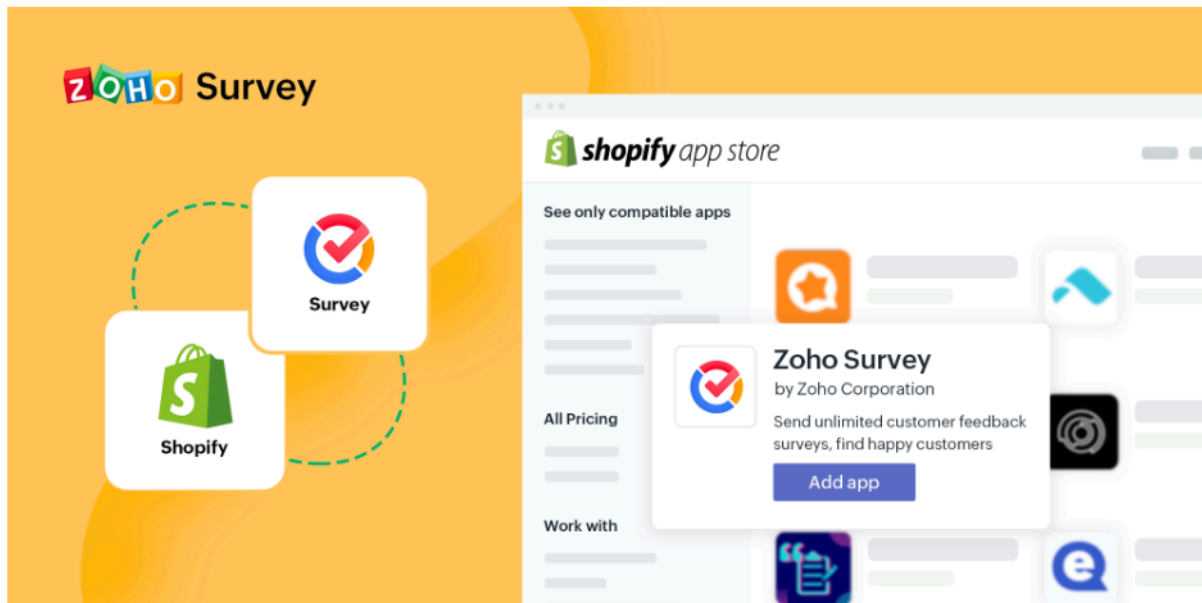 ZOHO Survey
Survey
Shopify
shopify app store
See only compatible apps
All Pricing
Work with
Zoho Survey
by Zoho Corporation
Send unlimited customer feedback
surveys, find happy customers
Add app